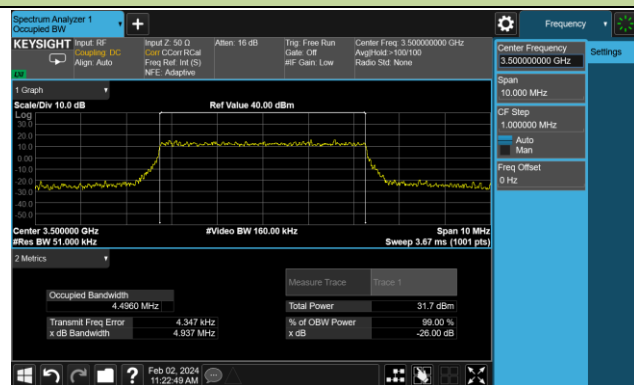 Spectrum Analyzer 1
Occupied BW
Frequency
KEYSIGHT
Input: RF
Coupling: DC
Align: Auto
Input Z: 50 Ω
Corr CCorr RCal
Freq Ref: Int (S)
NFE: Adaptive
Atten: 16 dB
Trig: Free Run
Gate: Off
#IF Gain: Low
Center Freq: 3.500000000 GHz
Avg|Hold:>100/100
Radio Std: None
Center Frequency
3.500000000 GHz
Settings
Span
10.000 MHz
CF Step
1.000000 MHz
Auto
Man
Freq Offset
0 Hz
1 Graph
Scale/Div 10.0 dB
Ref Value 40.00 dBm
Log
30.0
20.0
10.0
0.00
-10.0
-20.0
-30.0
-40.0
-50.0
Center 3.500000 GHz
#Video BW 160.00 kHz
Span 10 MHz
#Res BW 51.000 kHz
Sweep 3.67 ms (1001 pts)
2 Metrics
Measure Trace
Trace 1
Occupied Bandwidth
4.4960 MHz
Total Power
31.7 dBm
Transmit Freq Error
4.347 kHz
% of OBW Power
99.00 %
x dB Bandwidth
4.937 MHz
x dB
-26.00 dB
Feb 02, 2024
11:22:49 AM